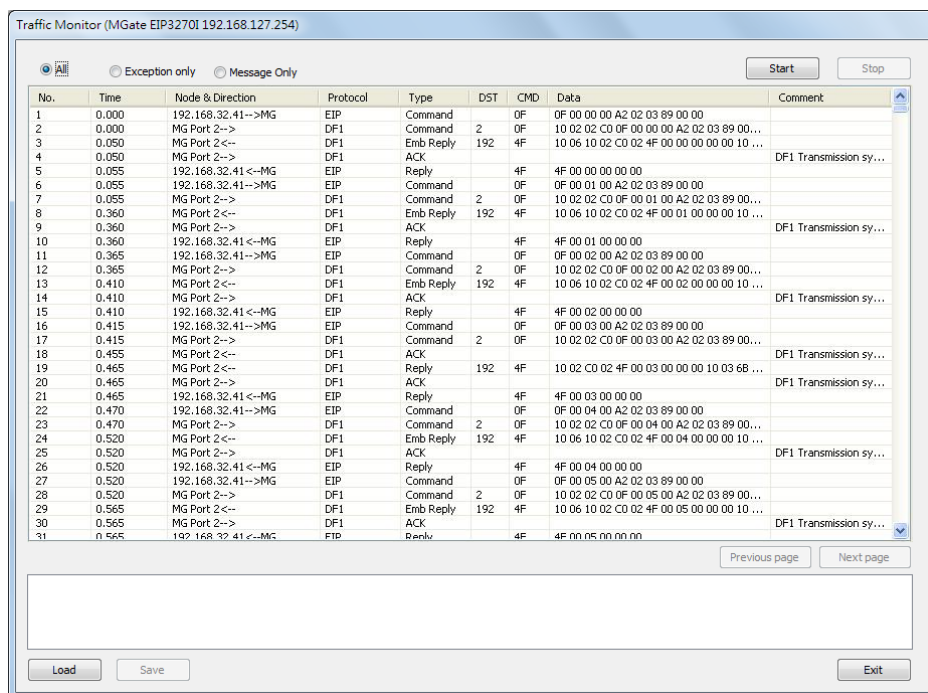 Traffic Monitor (MGate EIP3270I 192.168.127.254)
All Exception only Message Only Start Stop
No. Time Node & Direction Protocol Type DST CMD Data Comment
1 0.000 192.168.32.41-->MG EIP Command 0F 0F 00 00 00 A2 02 03 89 00 00
2 0.000 MG Port 2--> DF1 Command 2 0F 10 02 02 C0 0F 00 00 00 A2 02 03 89 00...
3 0.050 MG Port 2<-- DF1 Emb Reply 192 4F 10 06 10 02 C0 02 4F 00 00 00 00 00 10 ...
4 0.050 MG Port 2--> DF1 ACK DF1 Transmission sy...
5 0.055 192.168.32.41<--MG EIP Reply 4F 4F 00 00 00 00 00
6 0.055 192.168.32.41-->MG EIP Command 0F 0F 00 01 00 A2 02 03 89 00 00
7 0.055 MG Port 2--> DF1 Command 2 0F 10 02 02 C0 0F 00 01 00 A2 02 03 89 00...
8 0.360 MG Port 2<-- DF1 Emb Reply 192 4F 10 06 10 02 C0 02 4F 00 01 00 00 00 10 ...
9 0.360 MG Port 2--> DF1 ACK DF1 Transmission sy...
10 0.360 192.168.32.41<--MG EIP Reply 4F 4F 00 01 00 00 00
11 0.365 192.168.32.41-->MG EIP Command 0F 0F 00 02 00 A2 02 03 89 00 00
12 0.365 MG Port 2--> DF1 Command 2 0F 10 02 02 C0 0F 00 02 00 A2 02 03 89 00...
13 0.410 MG Port 2<-- DF1 Emb Reply 192 4F 10 06 10 02 C0 02 4F 00 02 00 00 00 10 ...
14 0.410 MG Port 2--> DF1 ACK DF1 Transmission sy...
15 0.410 192.168.32.41<--MG EIP Reply 4F 4F 00 02 00 00 00
16 0.415 192.168.32.41-->MG EIP Command 0F 0F 00 03 00 A2 02 03 89 00 00
17 0.415 MG Port 2--> DF1 Command 2 0F 10 02 02 C0 0F 00 03 00 A2 02 03 89 00...
18 0.455 MG Port 2<-- DF1 ACK DF1 Transmission sy...
19 0.465 MG Port 2<-- DF1 Reply 192 4F 10 02 C0 02 4F 00 03 00 00 00 10 03 6B ...
20 0.465 MG Port 2--> DF1 ACK DF1 Transmission sy...
21 0.465 192.168.32.41<--MG EIP Reply 4F 4F 00 03 00 00 00
22 0.470 192.168.32.41-->MG EIP Command 0F 0F 00 04 00 A2 02 03 89 00 00
23 0.470 MG Port 2--> DF1 Command 2 0F 10 02 02 C0 0F 00 04 00 A2 02 03 89 00...
24 0.520 MG Port 2<-- DF1 Emb Reply 192 4F 10 06 10 02 C0 02 4F 00 04 00 00 00 10 ...
25 0.520 MG Port 2--> DF1 ACK DF1 Transmission sy...
26 0.520 192.168.32.41<--MG EIP Reply 4F 4F 00 04 00 00 00
27 0.520 192.168.32.41-->MG EIP Command 0F 0F 00 05 00 A2 02 03 89 00 00
28 0.520 MG Port 2--> DF1 Command 2 0F 10 02 02 C0 0F 00 05 00 A2 02 03 89 00...
29 0.565 MG Port 2<-- DF1 Emb Reply 192 4F 10 06 10 02 C0 02 4F 00 05 00 00 00 10 ...
30 0.565 MG Port 2--> DF1 ACK DF1 Transmission sy...
31 0.565 192.168.32.41<--MG EIP Reply 4F 4F 00 05 00 00 00
Previous page Next page
Load Save Exit